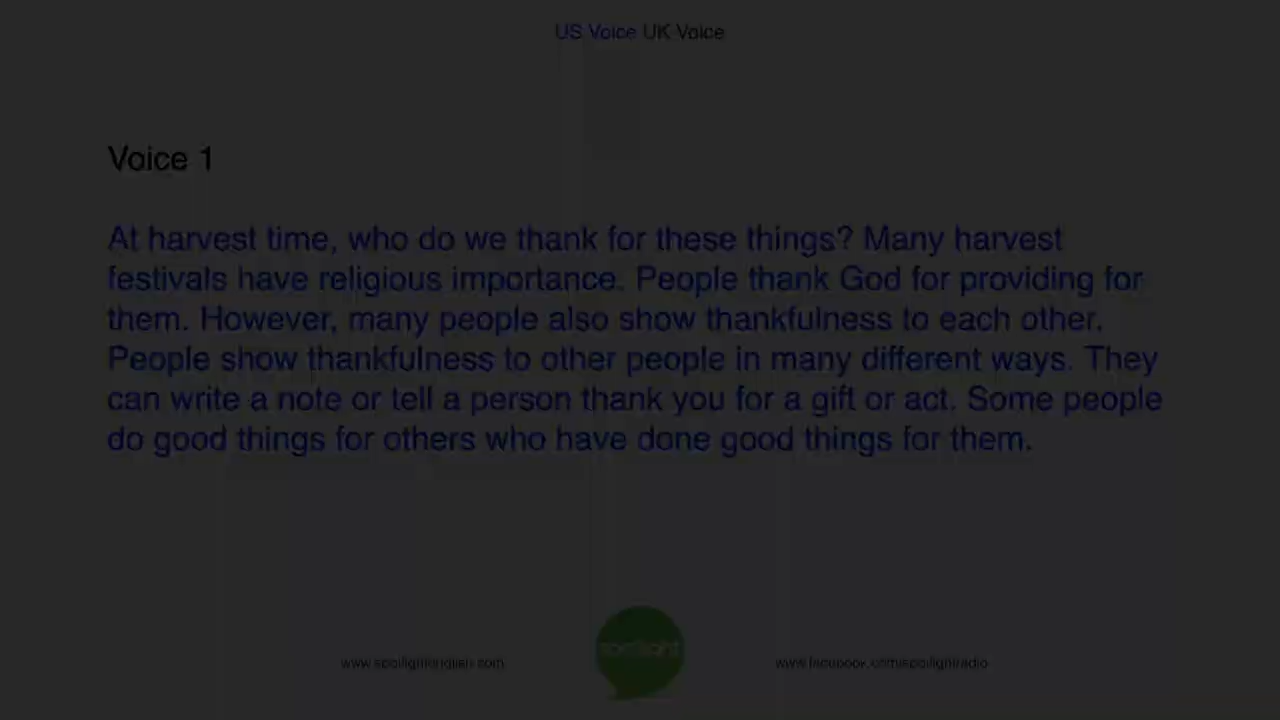 US Voice UK Voice
Voice 1
At harvest time, who do we thank for these things? Many harvest
festivals have religious importance. People thank God for providing for
them. However, many people also show thankfulness to each other.
People show thankfulness to other people in many different ways. They
can write a note or tell a person thank you for a gift or act. Some people
do good things for others who have done good things for them.
spotlight
www.spotlightenglish.com
www.facebook.com/spotlightradio